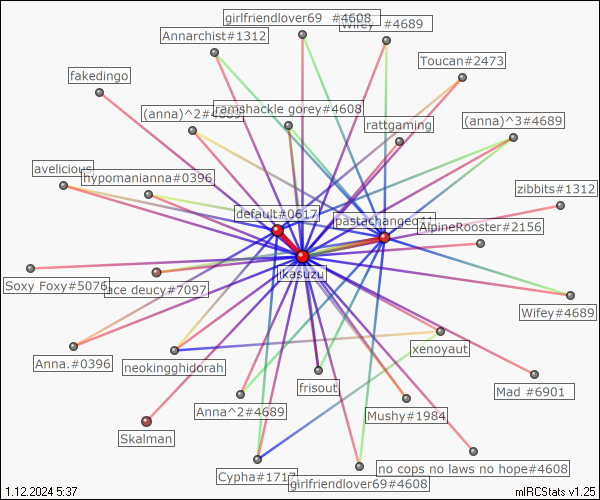 girlfriendlover69 #4608
Wifey #4689
Annarchist#1312
Toucan#2473
fakedingo
(anna)^2#4689
ramshackle gorey#4608
rattgaming
(anna)^3#4689
avelicious
hypomanianna#0396
zibbits#1312
default#0617
pastachangeo11
AlpineRooster#2156
jkasuzu
Soxy Foxy#5076
ace deucy#7097
Wifey#4689
Anna.#0396
neokingghidorah
xenoyaut
frisout
Mad #6901
Anna^2#4689
Mushy#1984
Skalman
Cypha#1717
girlfriendlover69#4608
no cops no laws no hope#4608
1.12.2024 5:37
mIRCStats v1.25